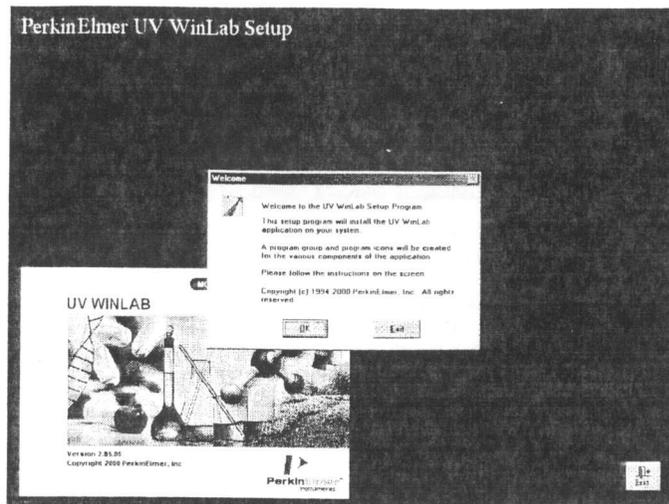 PerkinElmer UV WinLab Setup
Welcome
Welcome to the UV WinLab Setup Program
This setup program will install the UV WinLab
application on your system.
A program group and program icons will be created
for the various components of the application
Please follow the instructions on the screen
Copyright (c) 1994-2000 PerkinElmer, Inc. All rights
reserved
OK
Exit
UV WINLAB
Version 2.85.05
Copyright 2000 PerkinElmer, Inc
PerkinElmer
instruments
Exit